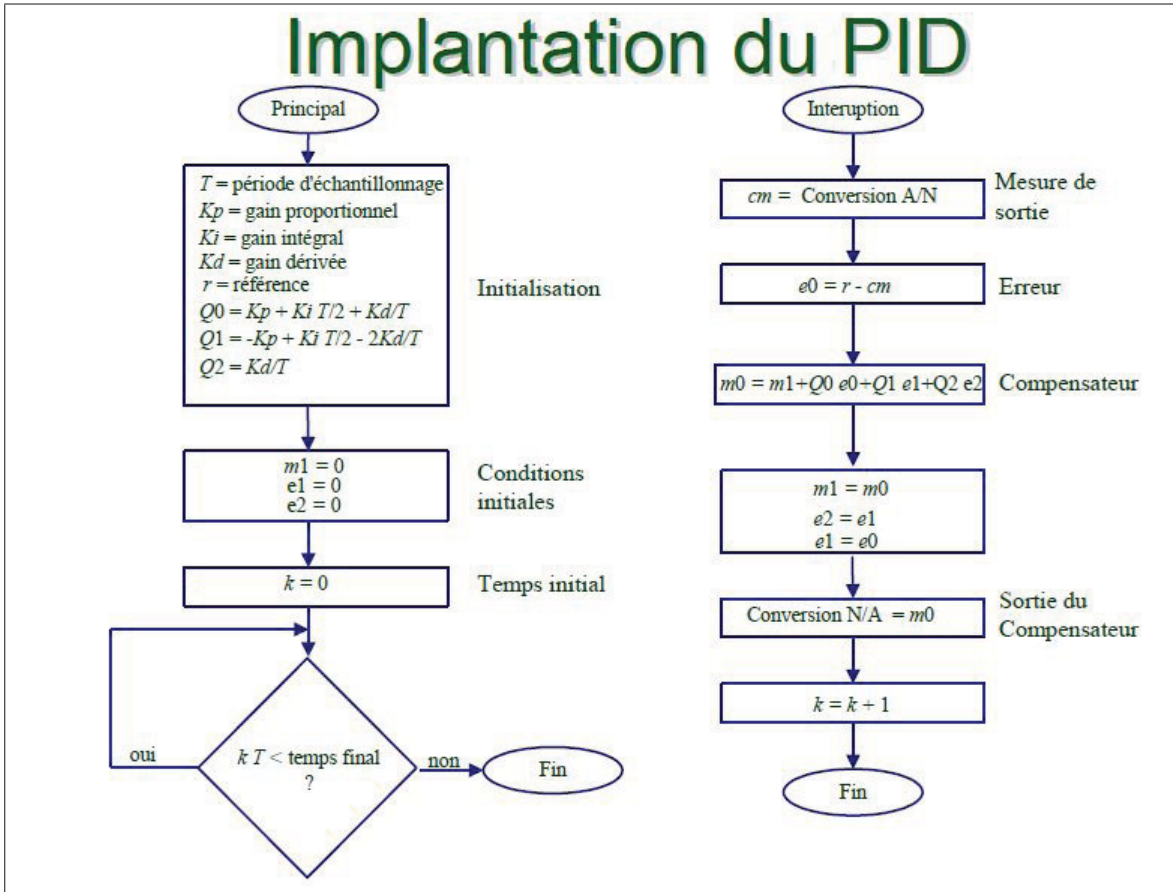 Implantation du PID
Principal
T = période d'échantillonnage
Kp = gain proportionnel
Ki = gain intégral
Kd = gain dérivée
r = référence
Q0 = Kp + Ki T/2 + Kd/T
Q1 = -Kp + Ki T/2 - 2Kd/T
Q2 = Kd/T
Initialisation
m1 = 0
e1 = 0
e2 = 0
Conditions
initiales
k = 0
Temps initial
k T < temps final
?
oui
non
Fin
Interuption
cm = Conversion A/N
Mesure de
sortie
e0 = r - cm
Erreur
m0 = m1+Q0 e0+Q1 e1+Q2 e2
Compensateur
m1 = m0
e2 = e1
e1 = e0
Conversion N/A = m0
Sortie du
Compensateur
k = k + 1
Fin